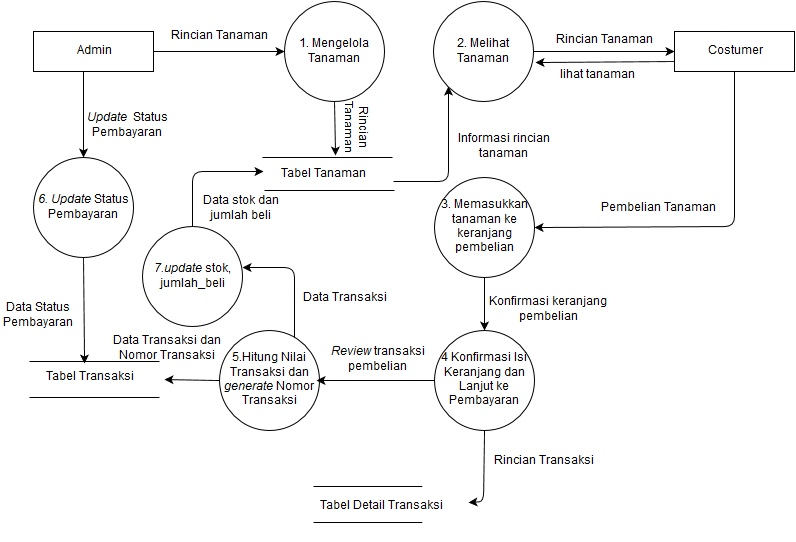 Admin
Rincian Tanaman
1. Mengelola
Tanaman
2. Melihat
Tanaman
Rincian Tanaman
lihat tanaman
Costumer
Update Status
Pembayaran
Rincian
Tanaman
Tabel Tanaman
Informasi rincian
tanaman
6. Update Status
Pembayaran
Data stok dan
jumlah beli
3. Memasukkan
tanaman ke
keranjang
pembelian
Pembelian Tanaman
7.update stok,
jumlah_beli
Data Transaksi
Konfirmasi keranjang
pembelian
Data Status
Pembayaran
Data Transaksi dan
Nomor Transaksi
Tabel Transaksi
5.Hitung Nilai
Transaksi dan
generate Nomor
Transaksi
Review transaksi
pembelian
4 Konfirmasi Isi
Keranjang dan
Lanjut ke
Pembayaran
Rincian Transaksi
Tabel Detail Transaksi